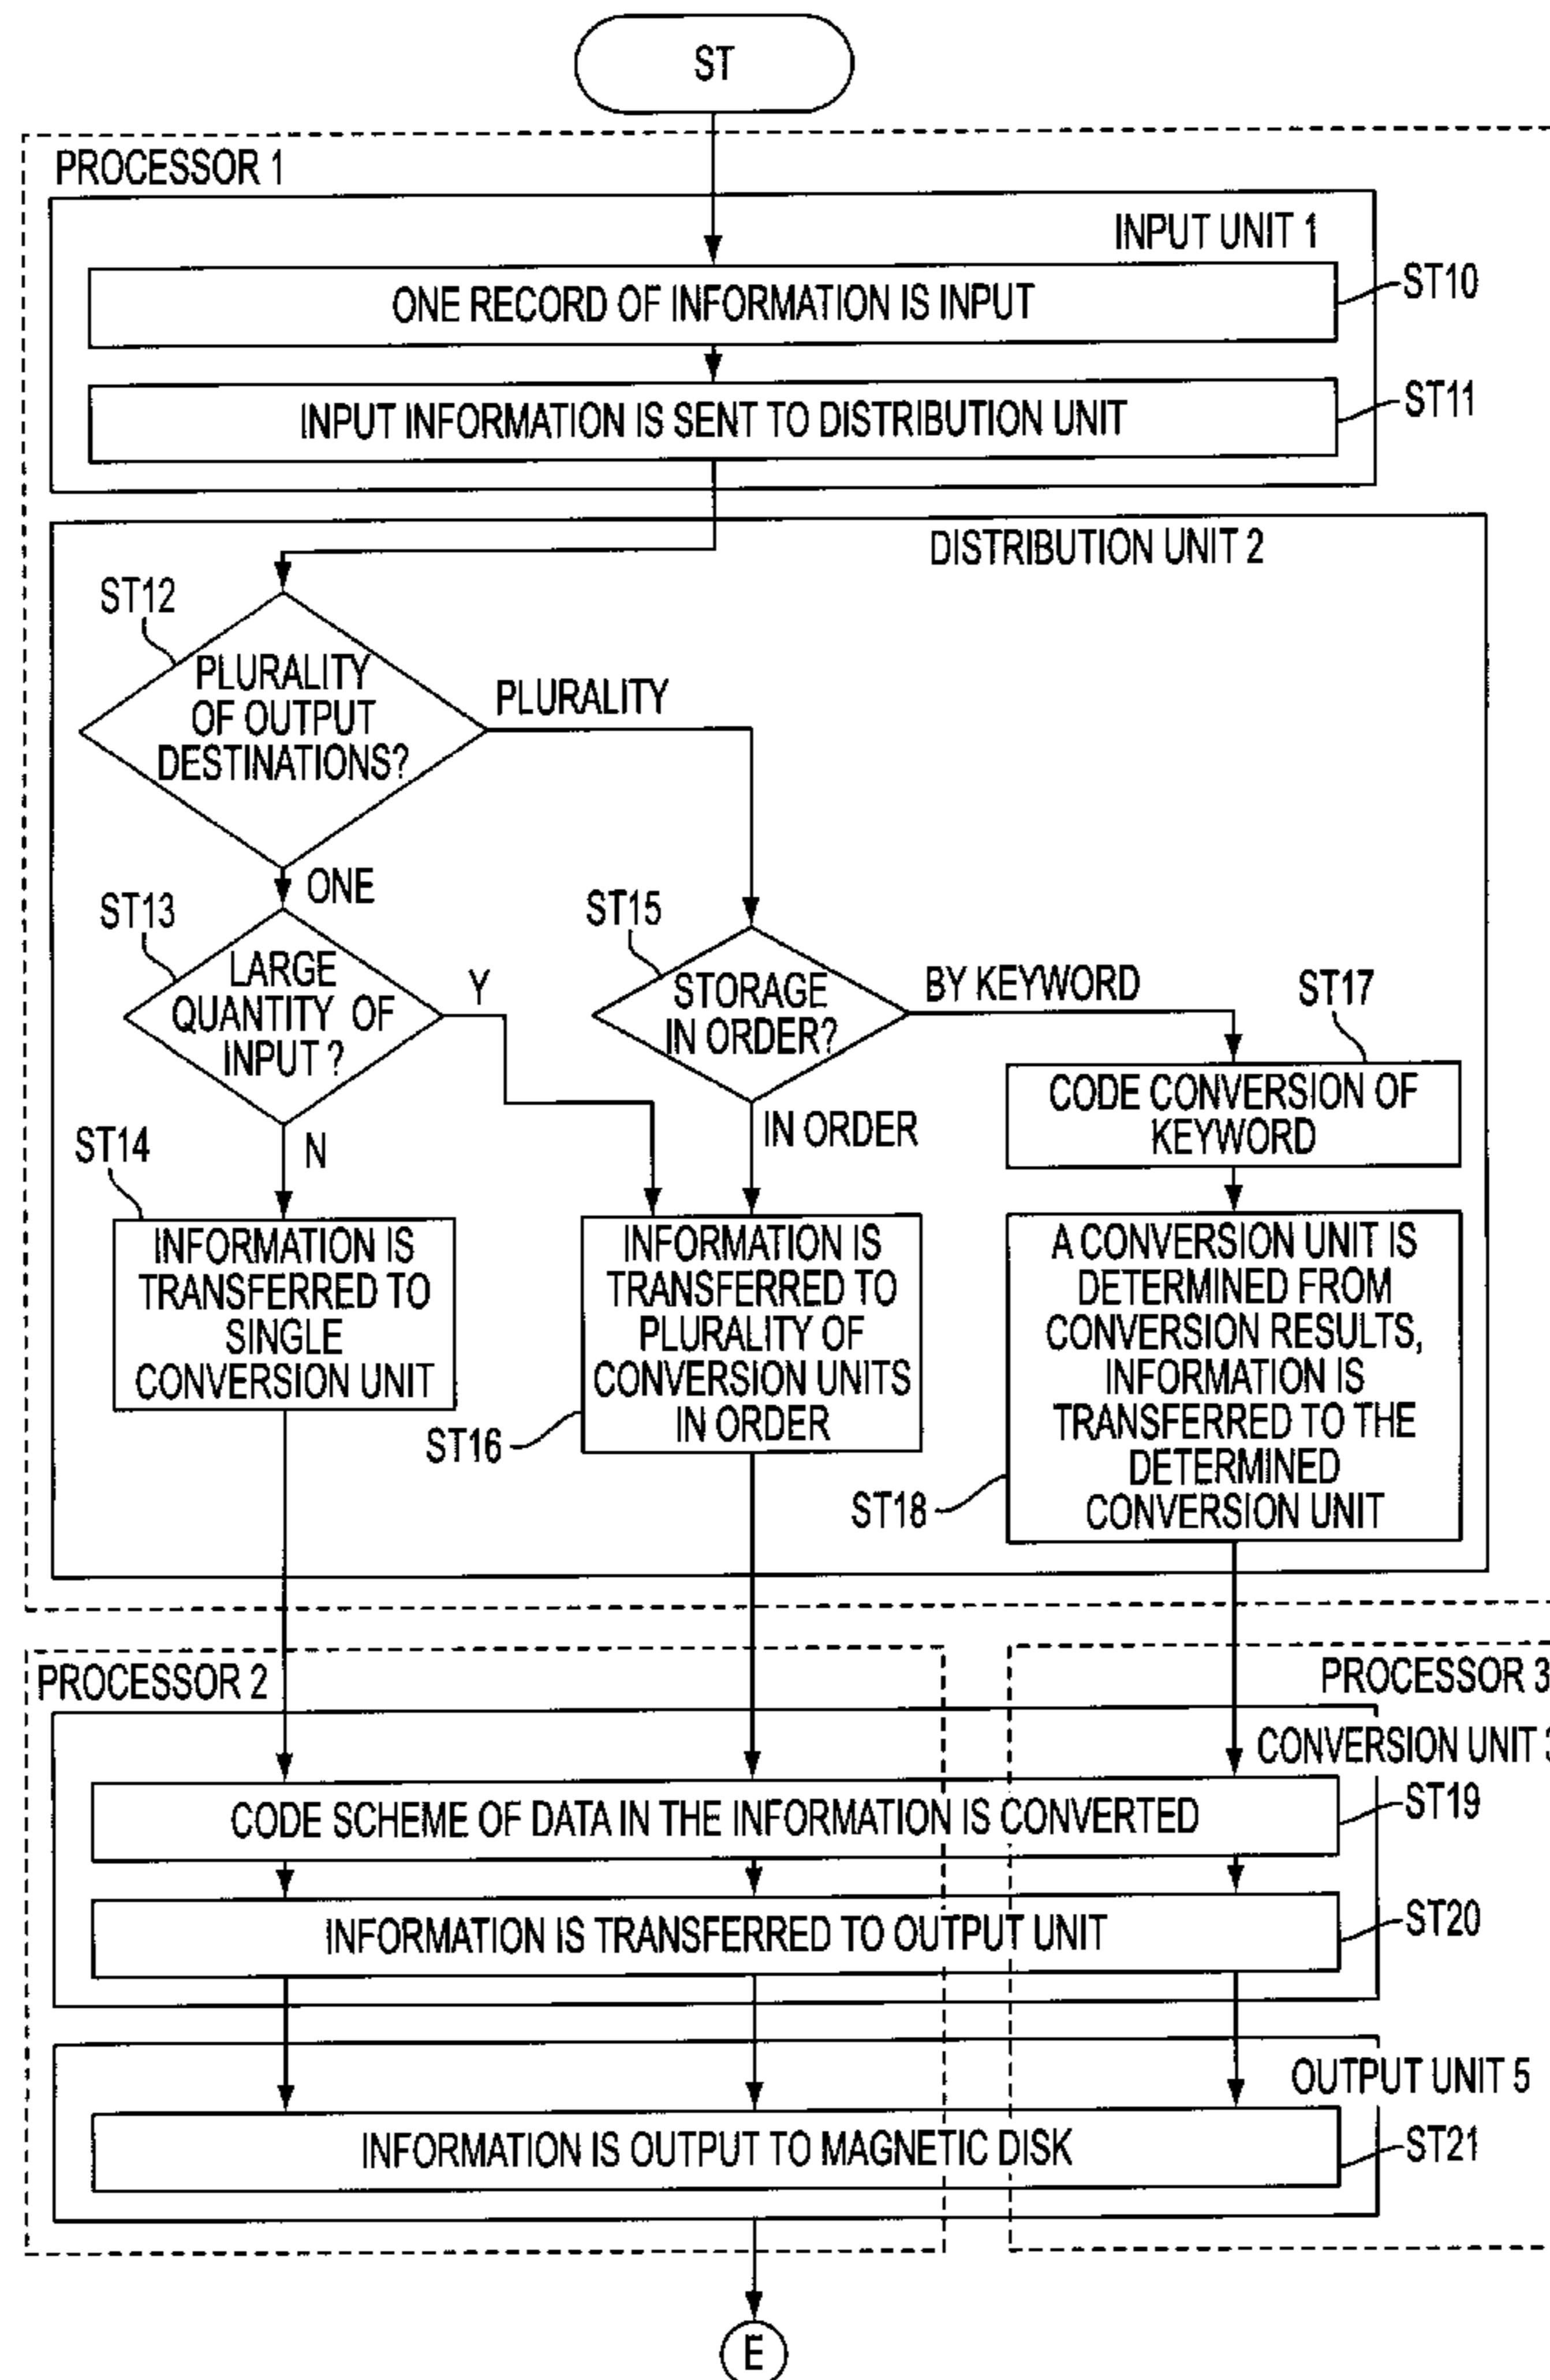 ST
PROCESSOR 1
INPUT UNIT 1
ONE RECORD OF INFORMATION IS INPUT
ST10
INPUT INFORMATION IS SENT TO DISTRIBUTION UNIT
ST11
DISTRIBUTION UNIT 2
ST12
PLURALITY
OF OUTPUT
DESTINATIONS?
PLURALITY
ONE
ST13
LARGE
QUANTITY OF
INPUT ?
Y
N
ST15
STORAGE
IN ORDER?
BY KEYWORD
IN ORDER
ST17
CODE CONVERSION OF
KEYWORD
ST14
INFORMATION IS
TRANSFERRED TO
SINGLE
CONVERSION UNIT
INFORMATION IS
TRANSFERRED TO
PLURALITY OF
CONVERSION UNITS
IN ORDER
ST16
A CONVERSION UNIT IS
DETERMINED FROM
CONVERSION RESULTS,
INFORMATION IS
TRANSFERRED TO THE
DETERMINED
CONVERSION UNIT
ST18
PROCESSOR 2
PROCESSOR 3
CONVERSION UNIT
CODE SCHEME OF DATA IN THE INFORMATION IS CONVERTED
ST19
INFORMATION IS TRANSFERRED TO OUTPUT UNIT
ST20
OUTPUT UNIT 5
INFORMATION IS OUTPUT TO MAGNETIC DISK
ST21
E